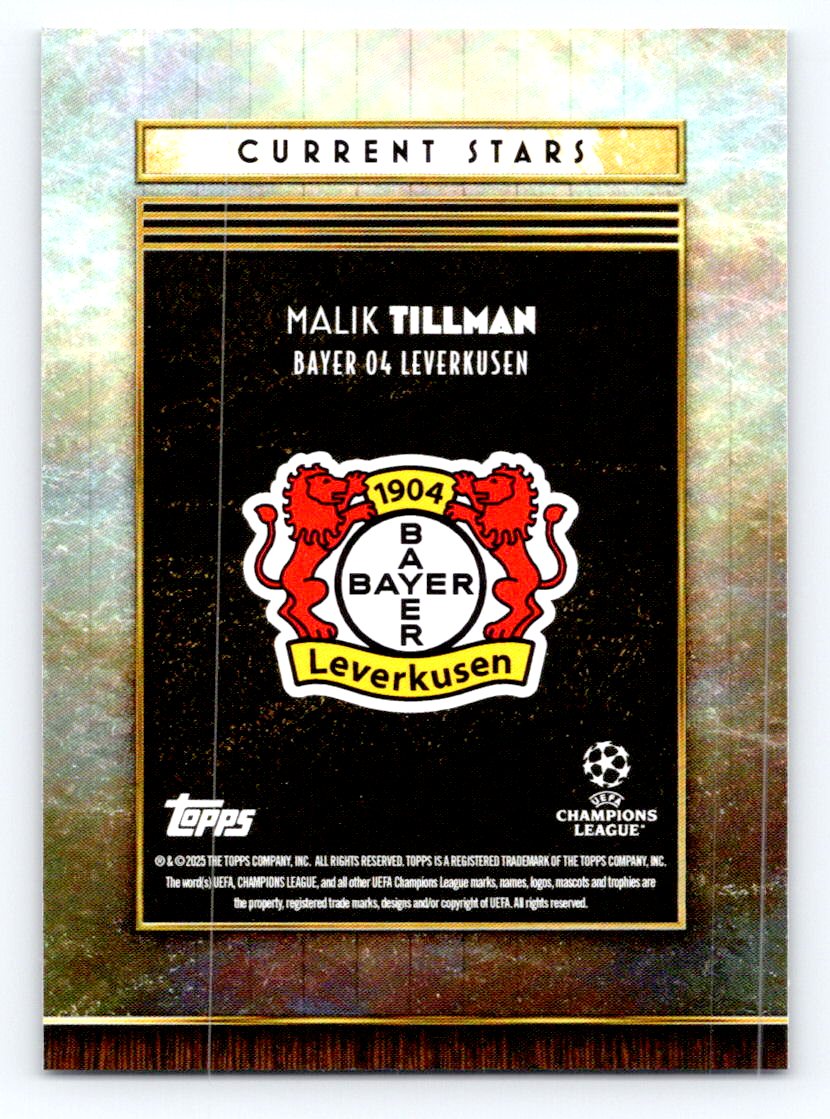 CURRENT STARS
MALIK TILLMAN
BAYER 04 LEVERKUSEN
1904
BAYER
BAYER
Leverkusen
topps
UEFA
CHAMPIONS
LEAGUE™
® & © 2025 THE TOPPS COMPANY, INC. ALL RIGHTS RESERVED. TOPPS IS A REGISTERED TRADEMARK OF THE TOPPS COMPANY, INC.
The word(s) UEFA, CHAMPIONS LEAGUE, and all other UEFA Champions League marks, names, logos, mascots and trophies are
the property, registered trade marks, designs and/or copyright of UEFA. All rights reserved.